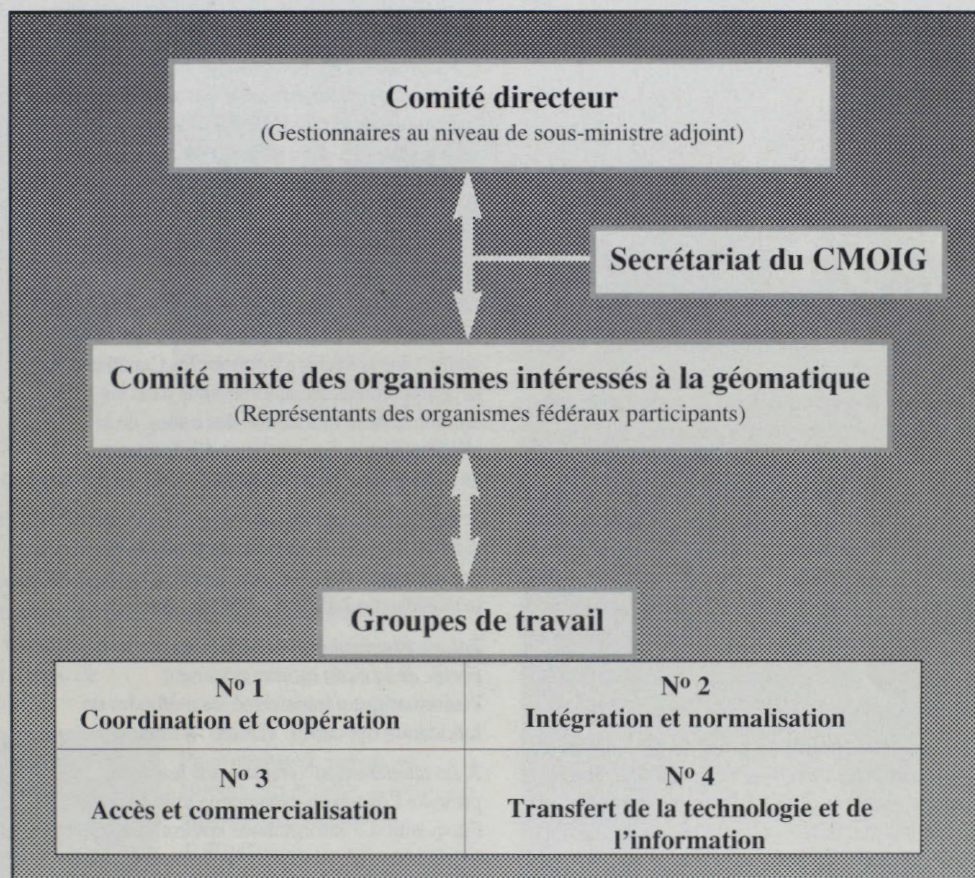 Comité directeur
(Gestionnaires au niveau de sous-ministre adjoint)
Secrétariat du CMOIG
Comité mixte des organismes intéressés à la géomatique
(Représentants des organismes fédéraux participants)
Groupes de travail
Nº 1
Coordination et coopération
Nº 2
Intégration et normalisation
Nº 3
Accès et commercialisation
Nº 4
Transfert de la technologie et de
l'information